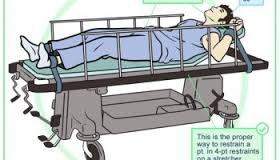 This is the proper
way to restrain a
pt. in 4-pt restraints
on a stretcher